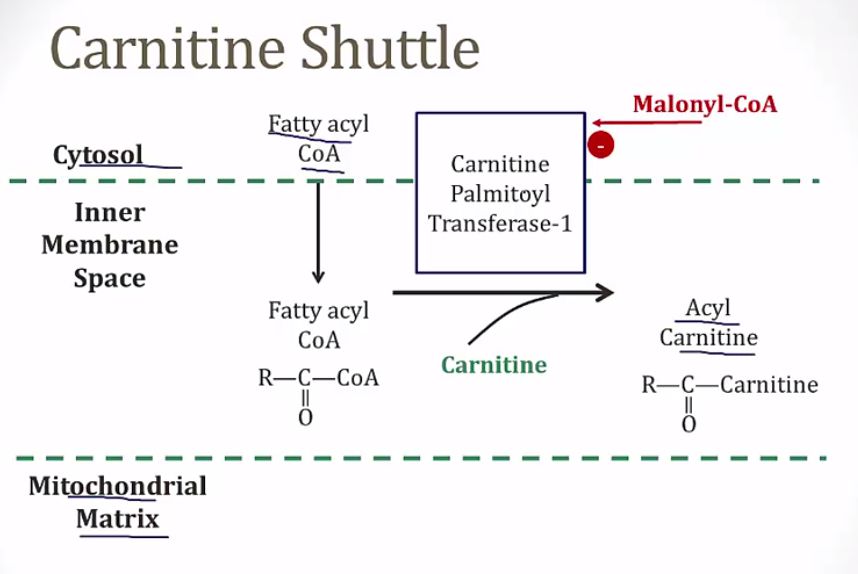 Carnitine Shuttle
Malonyl-CoA
-
Fatty acyl
CoA
Cytosol
Carnitine
Palmitoyl
Transferase-1
Inner
Membrane
Space
Fatty acyl
CoA
R—C—CoA
||
O
Carnitine
Acyl
Carnitine
R—C—Carnitine
||
O
Mitochondrial
Matrix